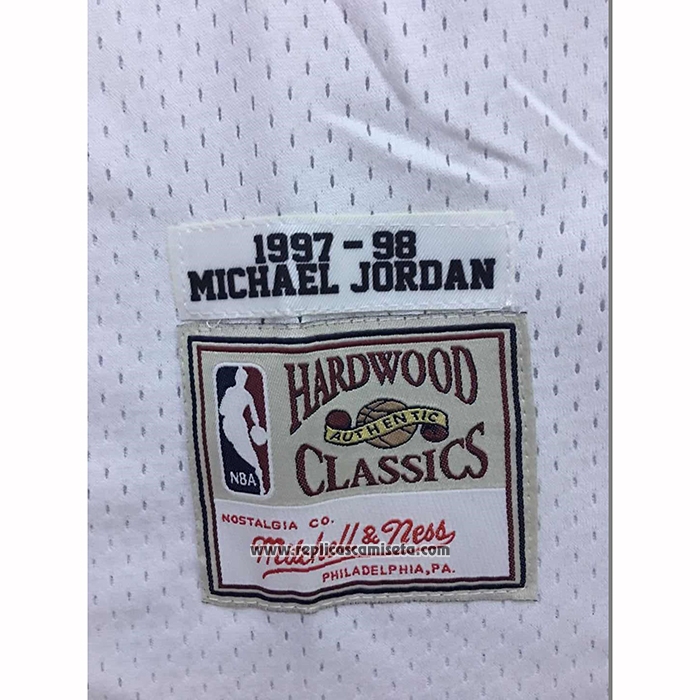 1997 - 98
MICHAEL JORDAN
HARDWOOD
AUTHENTIC
CLASSICS
NBA
NOSTALGIA CO.
Mitchell & Ness
www.replicascamiseta.com
PHILADELPHIA, PA.